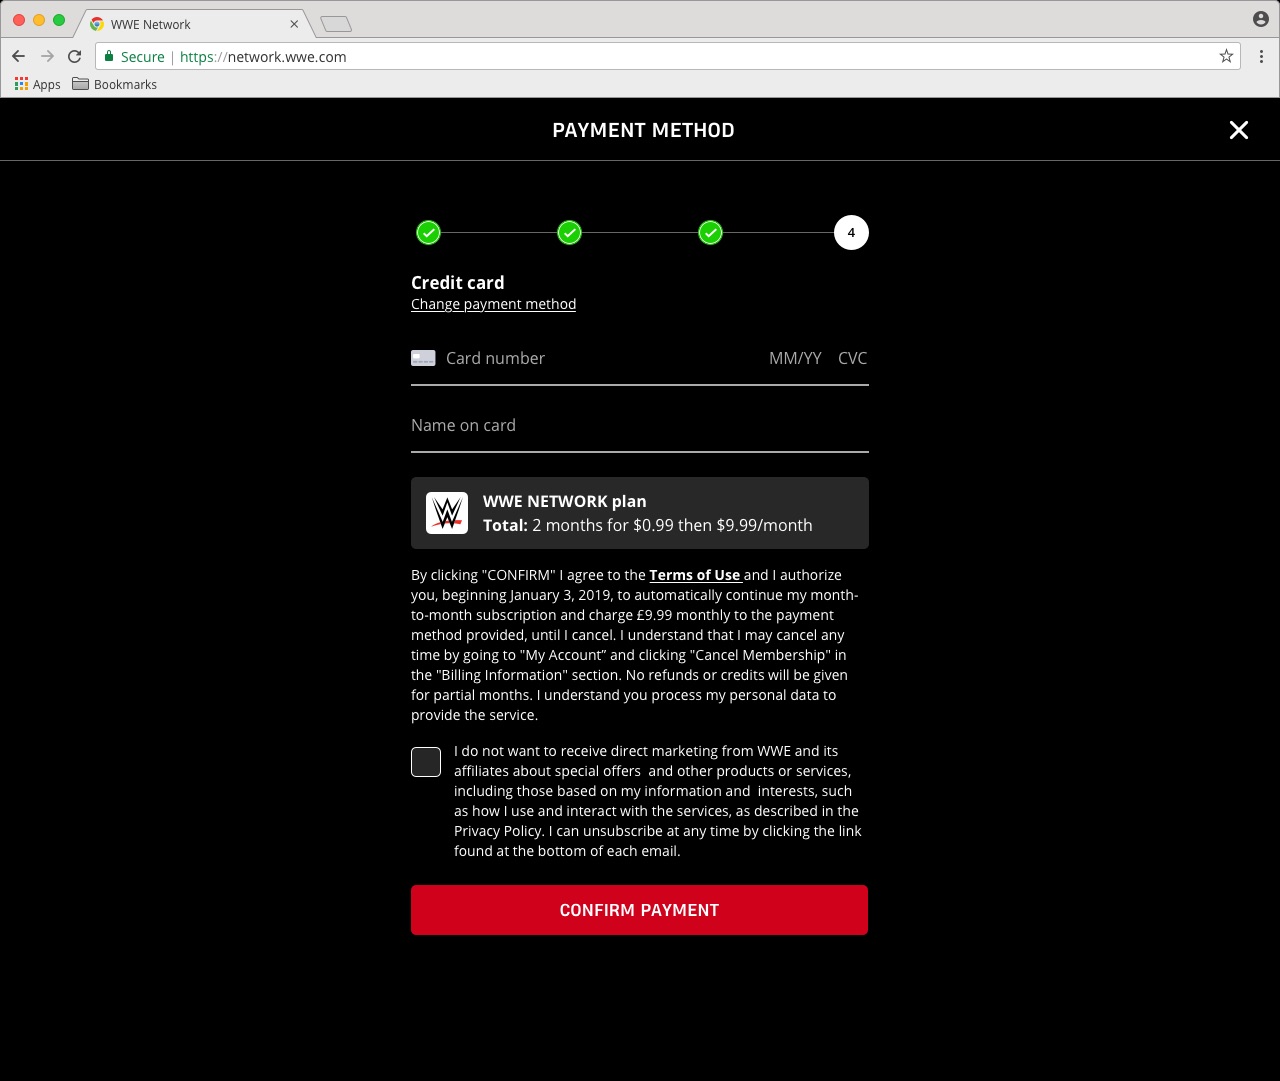 WWE Network
Secure | https://network.wwe.com
Apps Bookmarks
PAYMENT METHOD
4
Credit card
Change payment method
Card number MM/YY CVC
Name on card
WWE NETWORK plan
Total: 2 months for $0.99 then $9.99/month
By clicking "CONFIRM" I agree to the Terms of Use and I authorize
you, beginning January 3, 2019, to automatically continue my month-
to-month subscription and charge £9.99 monthly to the payment
method provided, until I cancel. I understand that I may cancel any
time by going to "My Account” and clicking "Cancel Membership" in
the "Billing Information" section. No refunds or credits will be given
for partial months. I understand you process my personal data to
provide the service.
I do not want to receive direct marketing from WWE and its
affiliates about special offers  and other products or services,
including those based on my information and  interests, such
as how I use and interact with the services, as described in the
Privacy Policy. I can unsubscribe at any time by clicking the link
found at the bottom of each email.
CONFIRM PAYMENT